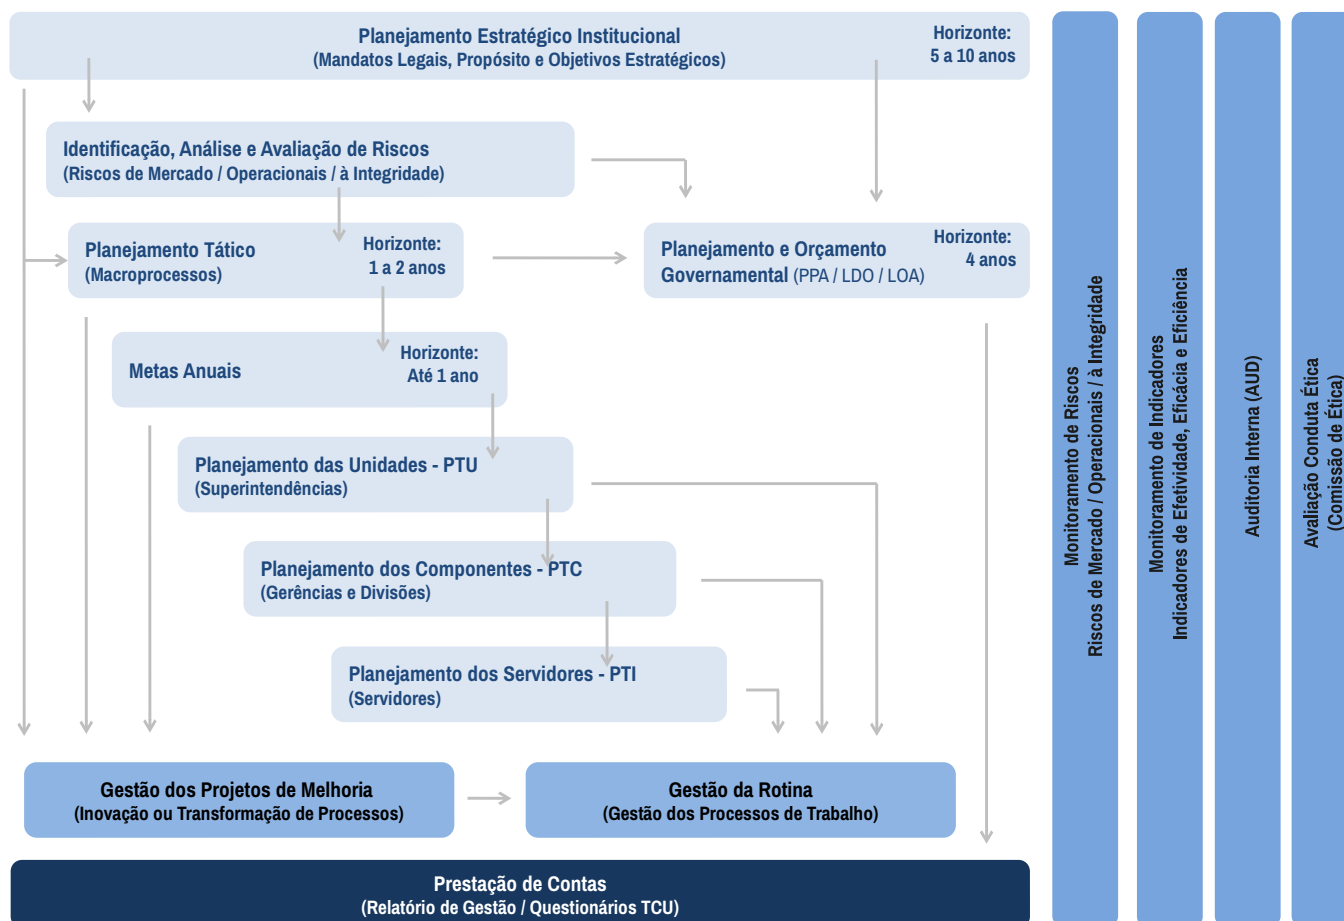 Planejamento Estratégico Institucional
(Mandatos Legais, Propósito e Objetivos Estratégicos)
Horizonte:
5 a 10 anos
Identificação, Análise e Avaliação de Riscos
(Riscos de Mercado / Operacionais / à Integridade)
Planejamento Tático
(Macroprocessos)
Horizonte:
1 a 2 anos
Planejamento e Orçamento
Governamental (PPA / LDO / LOA)
Horizonte:
4 anos
Metas Anuais
Horizonte:
Até 1 ano
Planejamento das Unidades - PTU
(Superintendências)
Planejamento dos Componentes - PTC
(Gerências e Divisões)
Planejamento dos Servidores - PTI
(Servidores)
Gestão dos Projetos de Melhoria
(Inovação ou Transformação de Processos)
Gestão da Rotina
(Gestão dos Processos de Trabalho)
Prestação de Contas
(Relatório de Gestão / Questionários TCU)
Monitoramento de Riscos
Riscos de Mercado / Operacionais / à Integridade
Monitoramento de Indicadores
Indicadores de Efetividade, Eficácia e Eficiência
Auditoria Interna (AUD)
Avaliação Conduta Ética
(Comissão de Ética)